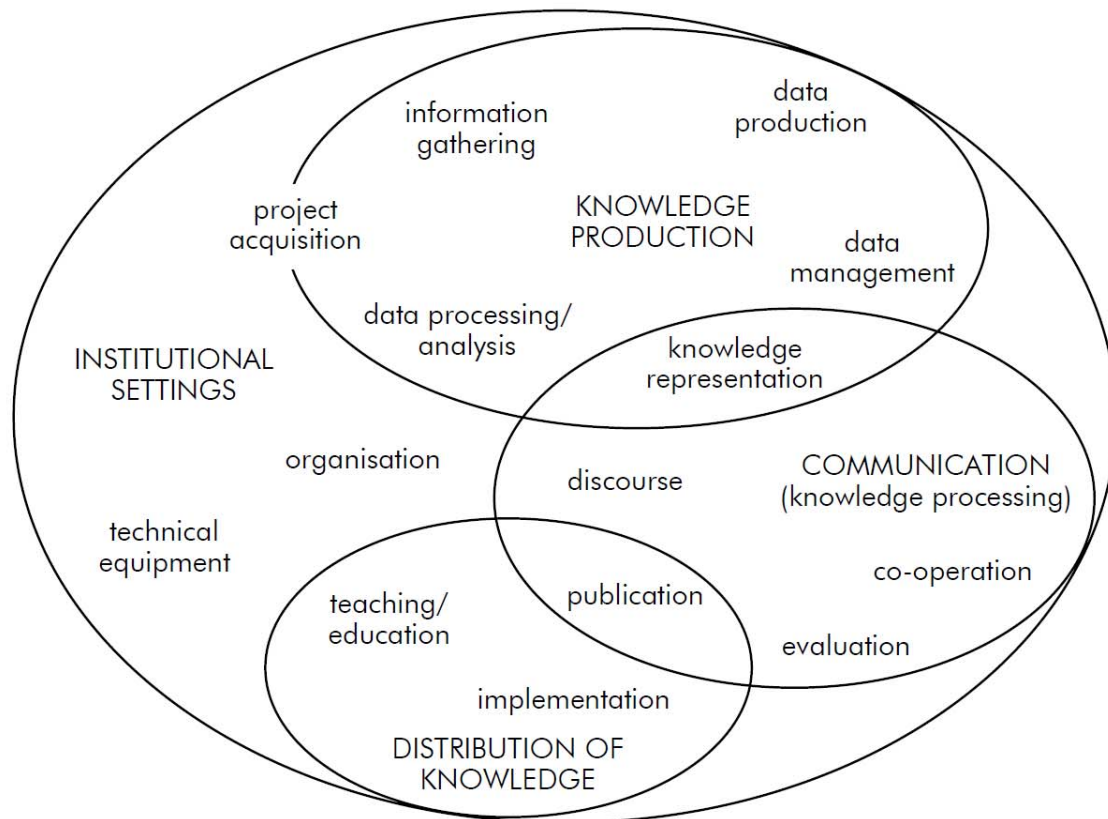 information
gathering
data
production
project
acquisition
KNOWLEDGE
PRODUCTION
data
management
data processing/
analysis
knowledge
representation
INSTITUTIONAL
SETTINGS
organisation
discourse
COMMUNICATION
(knowledge processing)
technical
equipment
co-operation
teaching/
education
publication
evaluation
implementation
DISTRIBUTION OF
KNOWLEDGE